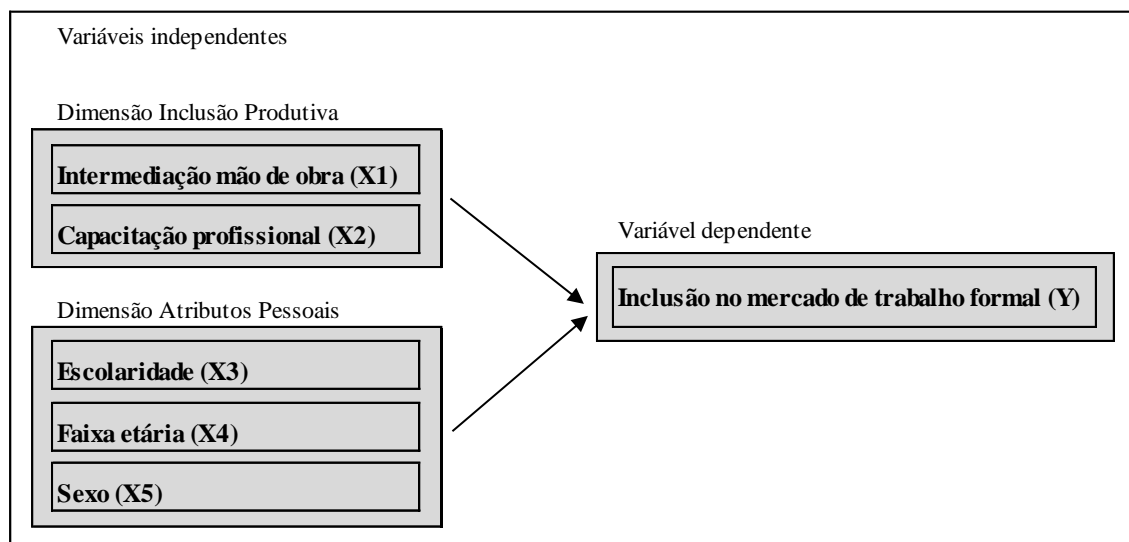 Variáveis independentes
Dimensão Inclusão Produtiva
Intermediação mão de obra (X1)
Capacitação profissional (X2)
Dimensão Atributos Pessoais
Escolaridade (X3)
Faixa etária (X4)
Sexo (X5)
Variável dependente
Inclusão no mercado de trabalho formal (Y)